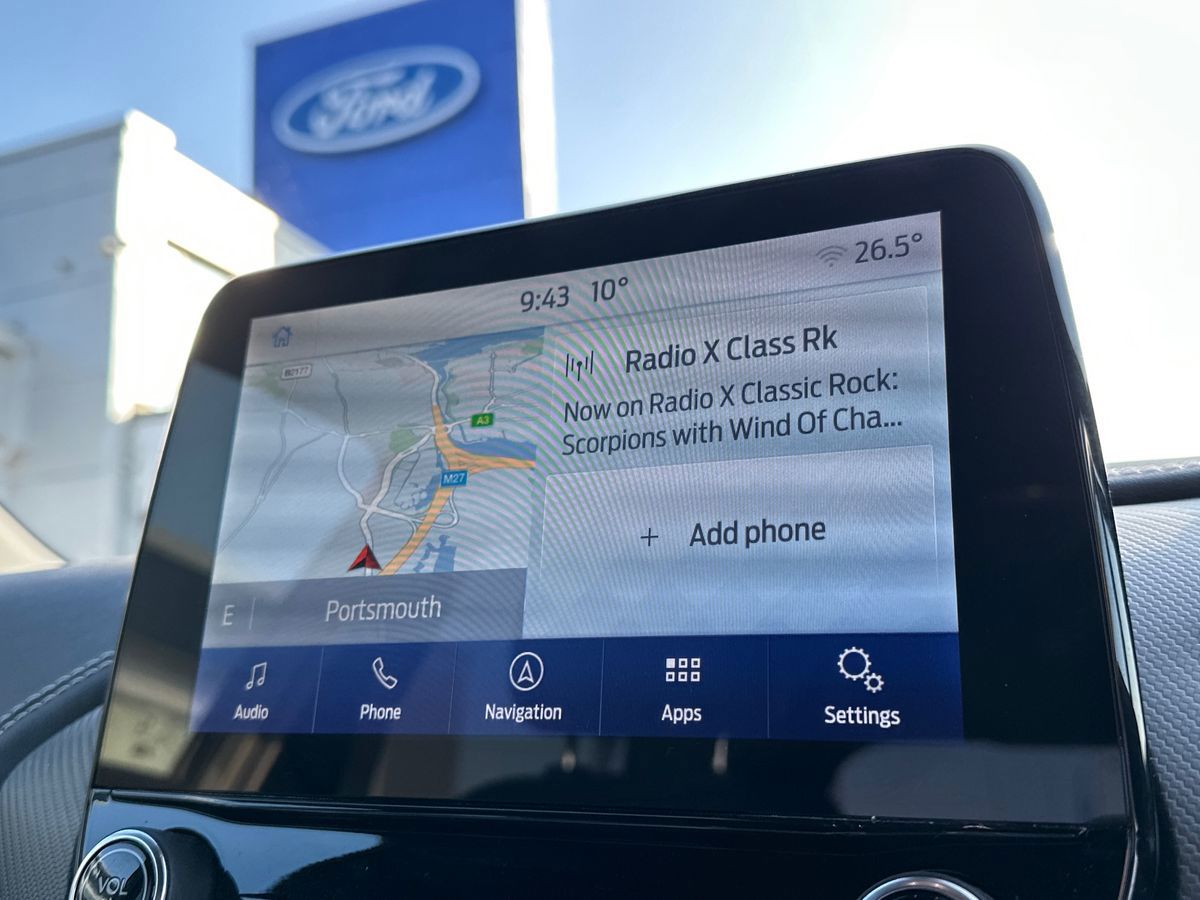 Ford
9:43 10°
26.5°
B2177
A3
M27
Radio X Class Rk
Now on Radio X Classic Rock:
Scorpions with Wind Of Cha...
+ Add phone
E Portsmouth
Audio
Phone
Navigation
Apps
Settings
VOL